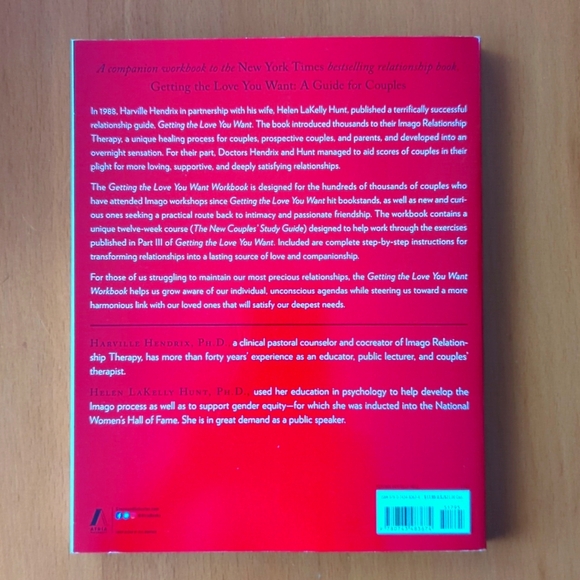 A companion workbook to the New York Times bestselling relationship book
Getting the Love You Want: A Guide for Couples
In 1988, Harville Hendrix in partnership with his wife, Helen LaKelly Hunt, published a terrifically successful
relationship guide, Getting the Love You Want. The book introduced thousands to their Imago Relationship
Therapy, a unique healing process for couples, prospective couples, and parents, and developed into an
overnight sensation. For their part, Doctors Hendrix and Hunt managed to aid scores of couples in their
plight for more loving, supportive, and deeply satisfying relationships.
The Getting the Love You Want Workbook is designed for the hundreds of thousands of couples who
have attended Imago workshops since Getting the Love You Want hit bookstands, as well as new and curi-
ous ones seeking a practical route back to intimacy and passionate friendship. The workbook contains a
unique twelve-week course (The New Couples' Study Guide) designed to help work through the exercises
published in Part III of Getting the Love You Want. Included are complete step-by-step instructions for
transforming relationships into a lasting source of love and companionship.
For those of us struggling to maintain our most precious relationships, the Getting the Love You Want
Workbook helps us grow aware of our individual, unconscious agendas while steering us toward a more
harmonious link with our loved ones that will satisfy our deepest needs.
Harville Hendrix, Ph.D., a clinical pastoral counselor and cocreator of Imago Relation-
ship Therapy, has more than forty years' experience as an educator, public lecturer, and couples'
therapist.
Helen LaKelly Hunt, Ph.D., used her education in psychology to help develop the
Imago process as well as to support gender equity—for which she was inducted into the National
Women's Hall of Fame. She is in great demand as a public speaker.